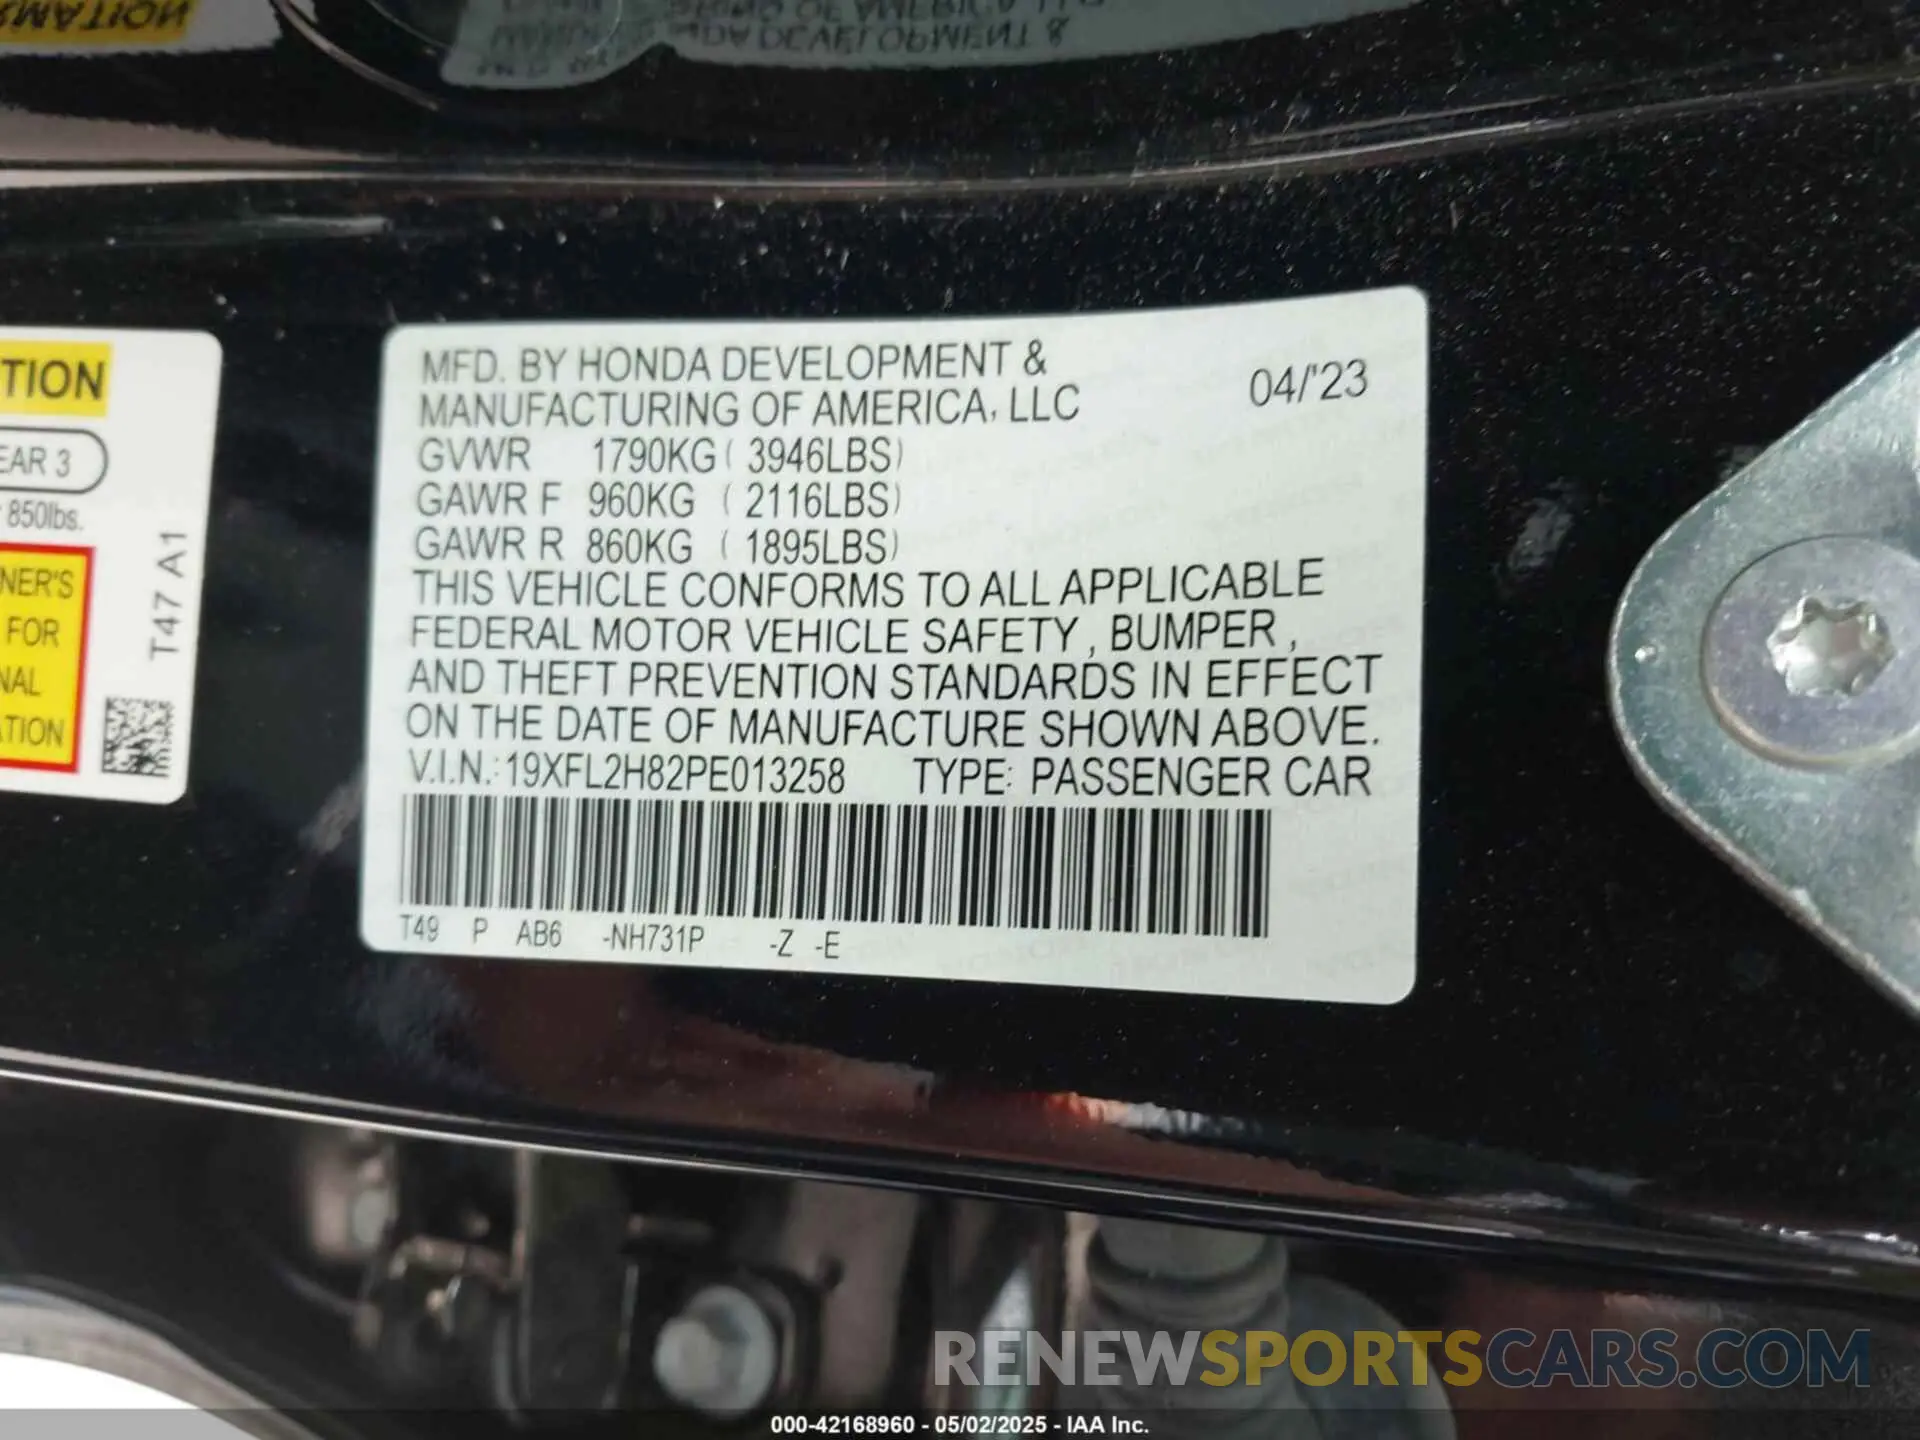 MFD. BY HONDA DEVELOPMENT & 04/'23
MANUFACTURING OF AMERICA, LLC
GVWR 1790KG ( 3946LBS)
GAWR F 960KG ( 2116LBS)
GAWR R 860KG ( 1895LBS)
THIS VEHICLE CONFORMS TO ALL APPLICABLE
FEDERAL MOTOR VEHICLE SAFETY, BUMPER,
AND THEFT PREVENTION STANDARDS IN EFFECT
ON THE DATE OF MANUFACTURE SHOWN ABOVE.
V.I.N.: 19XFL2H82PE013258 TYPE: PASSENGER CAR
T49 P AB6 -NH731P -Z -E
TION
EAR 3
850lbs.
NER'S
FOR
NAL
ATION
T47 A1
RENEWSPORTSCARS.COM
000-42168960 - 05/02/2025 - IAA Inc.